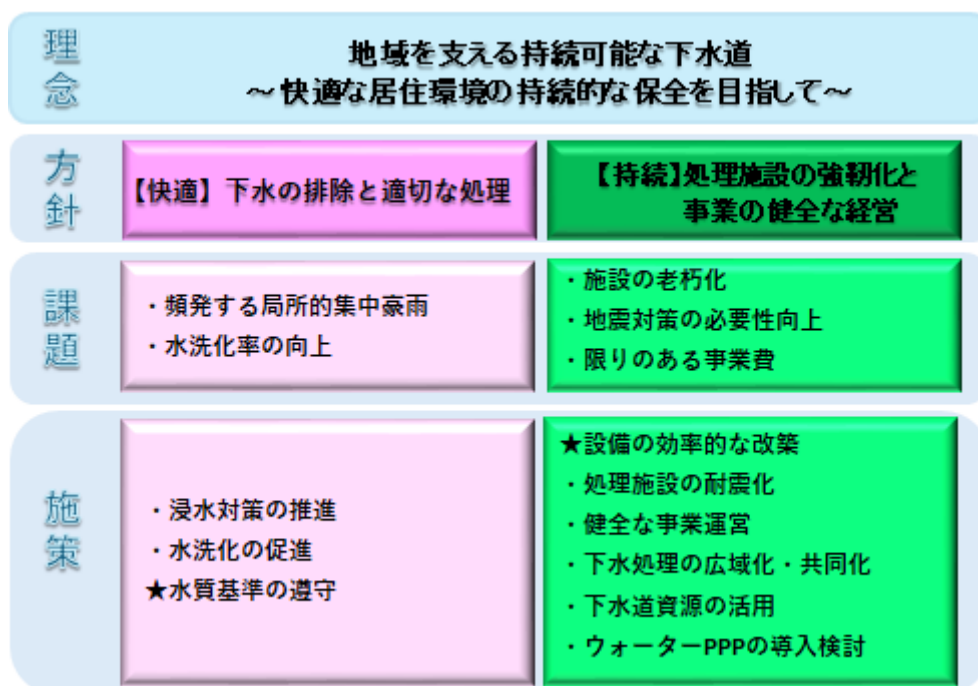 理念
地域を支える持続可能な下水道
～快適な居住環境の持続的な保全を目指して～
方針
【快適】下水の排除と適切な処理
【持続】処理施設の強靭化と
事業の健全な経営
課題
・頻発する局所的集中豪雨
・水洗化率の向上
・施設の老朽化
・地震対策の必要性向上
・限りのある事業費
施策
・浸水対策の推進
・水洗化の促進
★水質基準の遵守
★設備の効率的な改築
・処理施設の耐震化
・健全な事業運営
・下水処理の広域化・共同化
・下水道資源の活用
・ウォーターPPPの導入検討